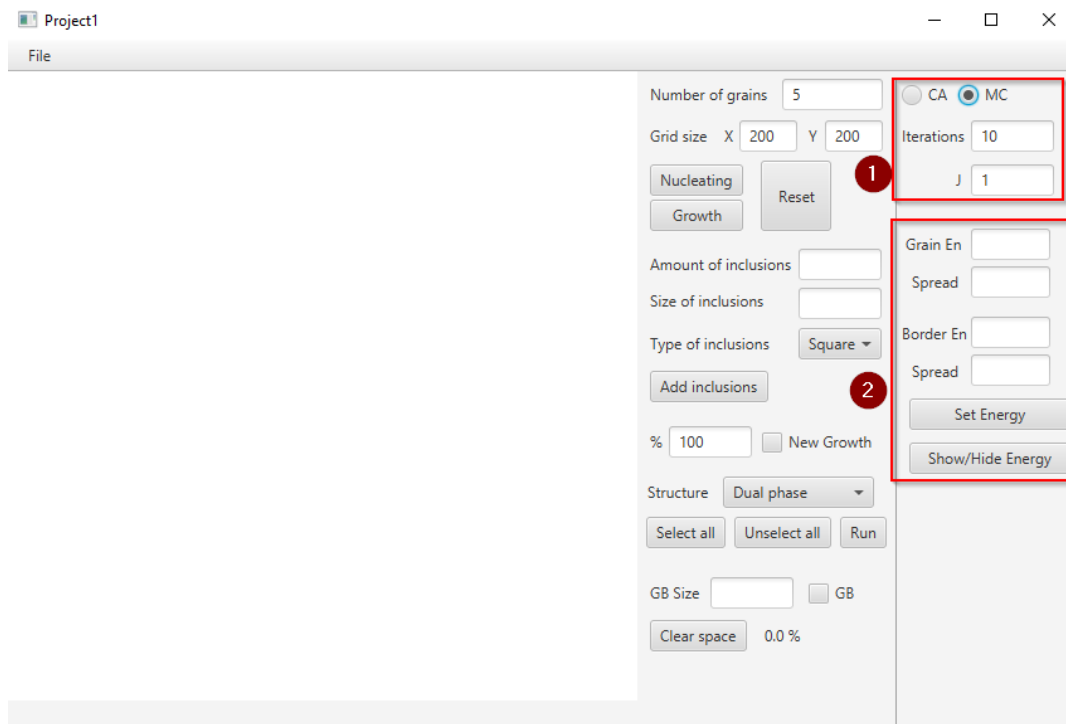 Project1
File
Number of grains 5
Grid size X 200 Y 200
Nucleating
Growth
Reset
Amount of inclusions
Size of inclusions
Type of inclusions Square
Add inclusions
% 100 New Growth
Structure Dual phase
Select all Unselect all Run
GB Size GB
Clear space 0.0 %
1
CA MC
Iterations 10
J 1
2
Grain En
Spread
Border En
Spread
Set Energy
Show/Hide Energy